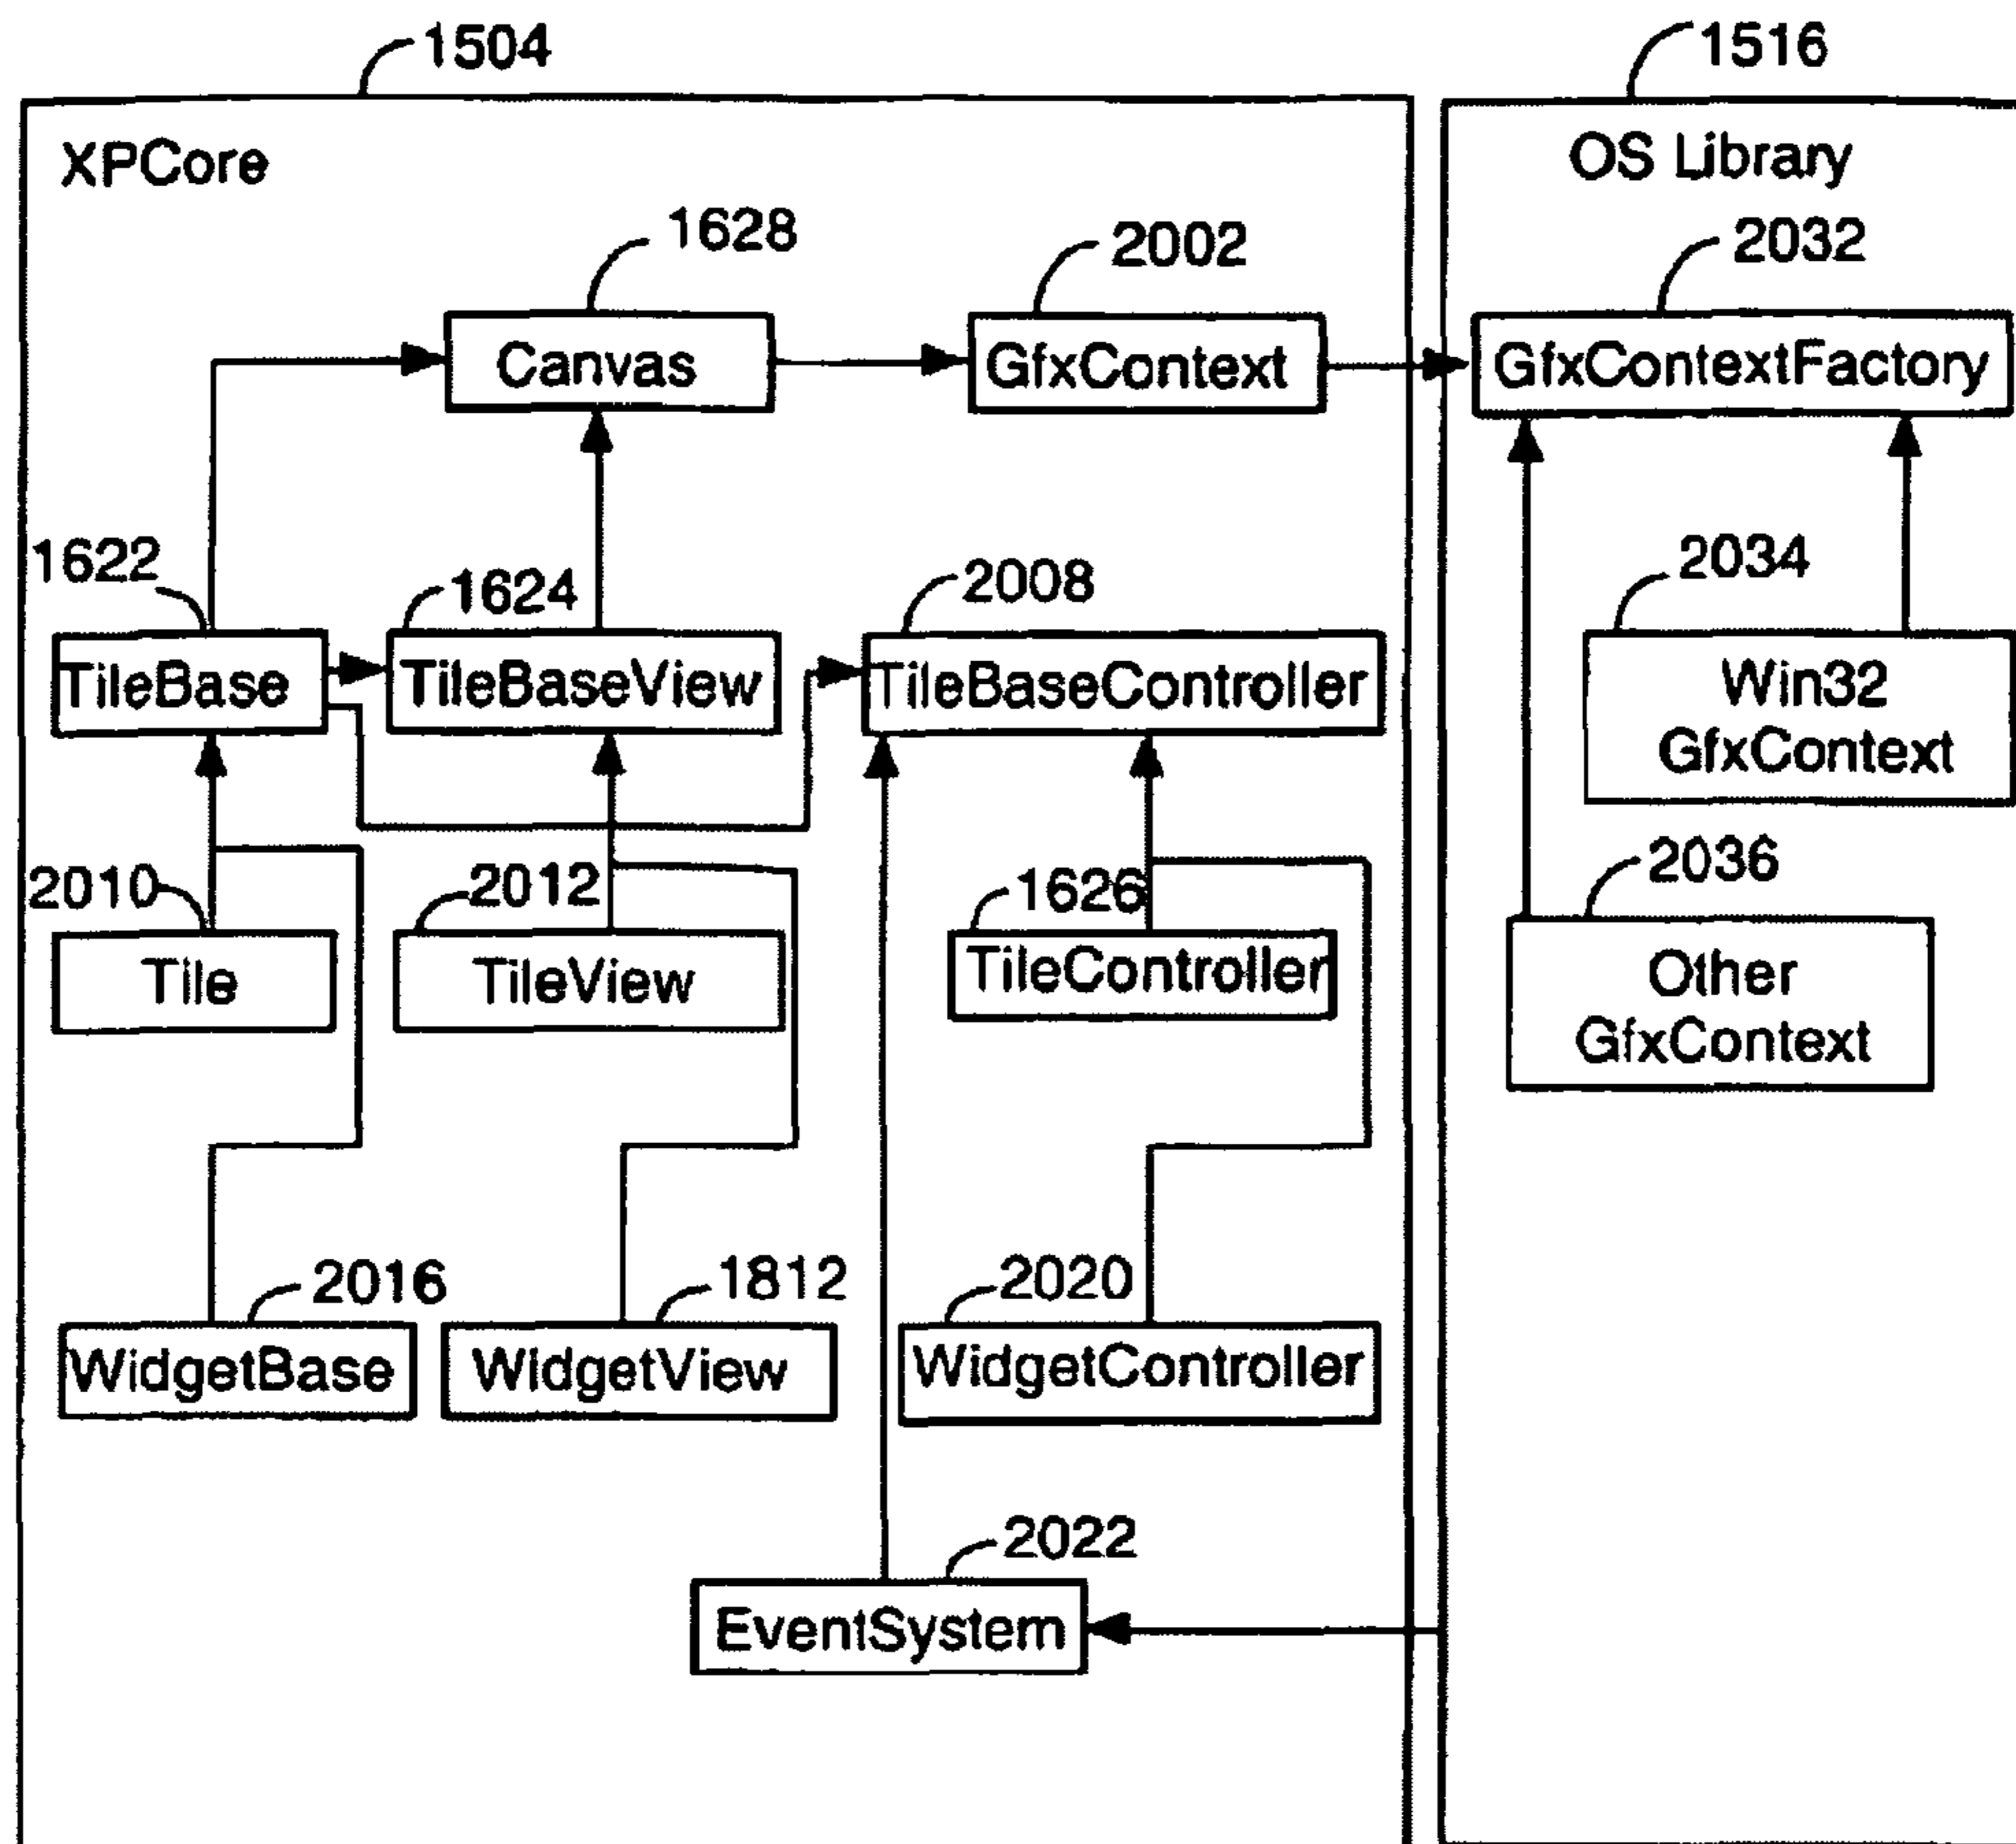 1504
1516
XPCore
OS Library
1628
2002
2032
Canvas
GfxContext
GfxContextFactory
1622
1624
2008
2034
TileBase
TileBaseView
TileBaseController
Win32
GfxContext
2010
2012
1626
2036
Tile
TileView
TileController
Other
GfxContext
2016
1812
2020
WidgetBase
WidgetView
WidgetController
2022
EventSystem